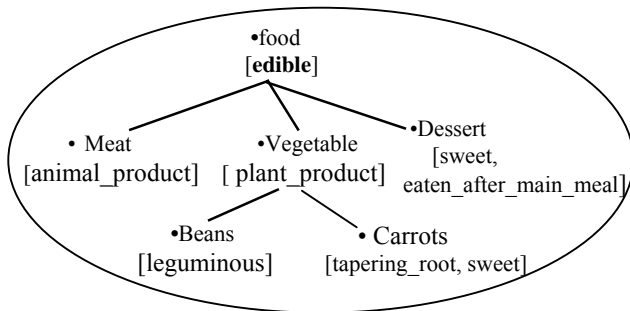 •food
[edible]
• Meat
[animal_product]
•Vegetable
[ plant_product]
•Dessert
[sweet,
eaten_after_main_meal]
•Beans
[leguminous]
• Carrots
[tapering_root, sweet]